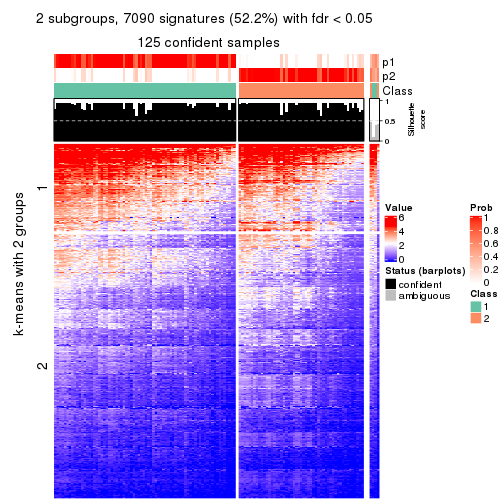 2 subgroups, 7090 signatures (52.2%) with fdr < 0.05
125 confident samples
p1
p2
Class
1
0.5
0
Silhouette
score
k-means with 2 groups
1
2
Value
6
4
2
0
Status (barplots)
confident
ambiguous
Prob
1
0.8
0.6
0.4
0.2
0
Class
1
2